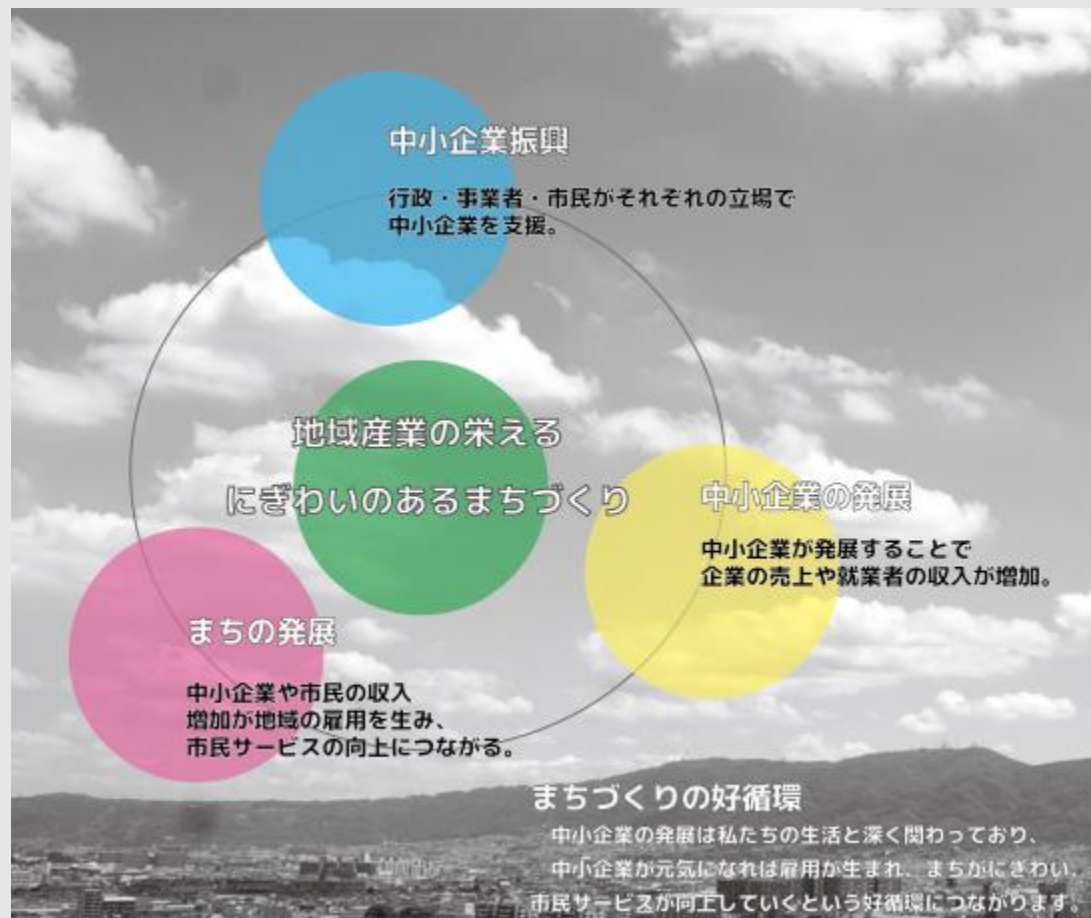 中小企業振興
行政・事業者・市民がそれぞれの立場で
中小企業を支援。
地域産業の栄える
にぎわいのあるまちづくり
中小企業の発展
中小企業が発展することで
企業の売上や就業者の収入が増加。
まちの発展
中小企業や市民の収入
増加が地域の雇用を生み、
市民サービスの向上につながる。
まちづくりの好循環
中小企業の発展は私たちの生活と深く関わっており、
中小企業が元気になれば雇用が生まれ、まちがにぎわい、
市民サービスが向上していくという好循環につながります。